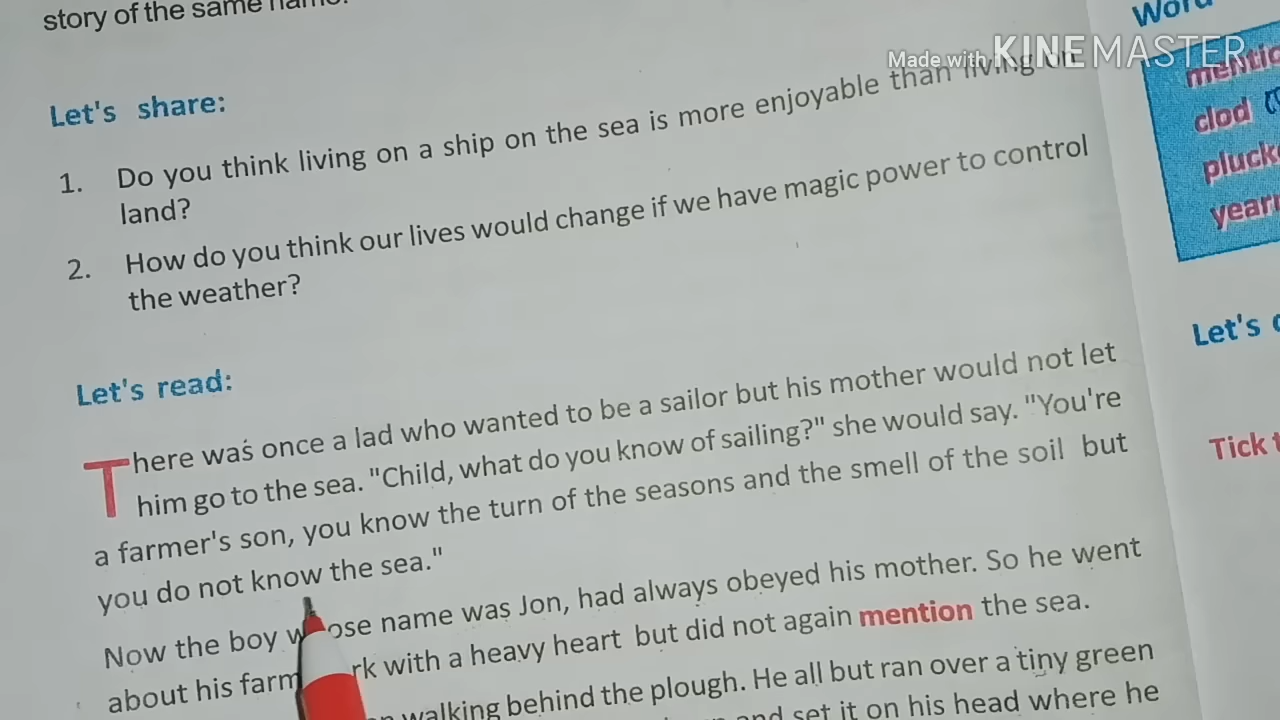 story of the same name.
Let's share:
1. Do you think living on a ship on the sea is more enjoyable than living on
land?
2. How do you think our lives would change if we have magic power to control
the weather?
Let's read:
There was once a lad who wanted to be a sailor but his mother would not let
him go to the sea. "Child, what do you know of sailing?" she would say. "You're
a farmer's son, you know the turn of the seasons and the smell of the soil but
you do not know the sea."
Now the boy whose name was Jon, had always obeyed his mother. So he went
about his farm with a heavy heart but did not again mention the sea.
walking behind the plough. He all but ran over a tiny green
and set it on his head where he
Made with KINEMASTER
Word
clod
Let's
Tick